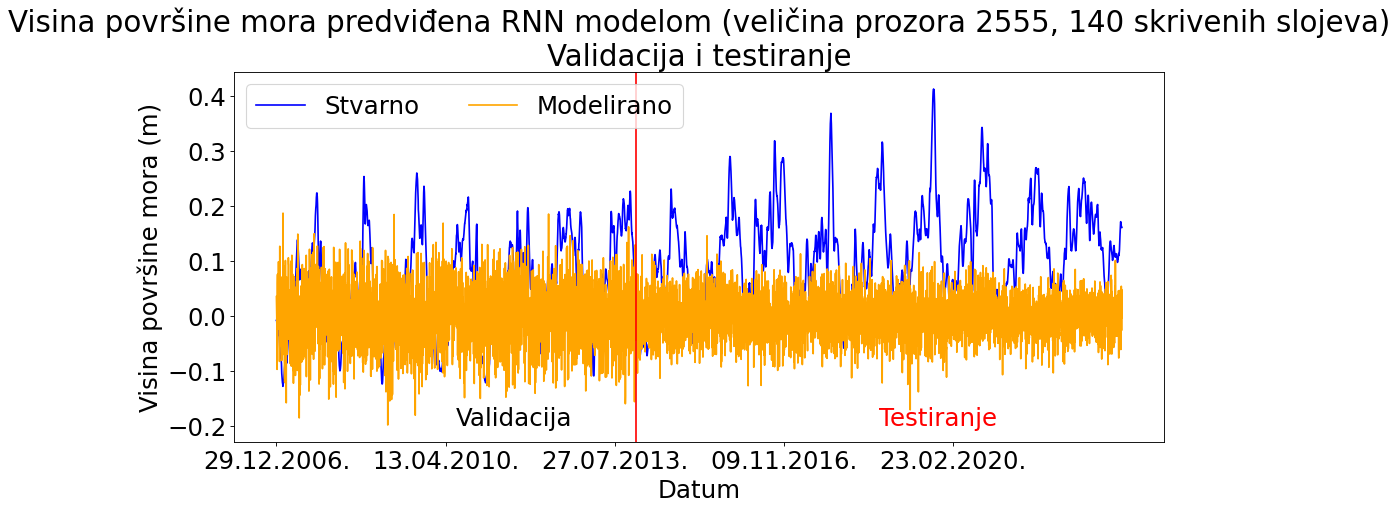 Visina površine mora predviđena RNN modelom (veličina prozora 2555, 140 skrivenih slojeva)
Validacija i testiranje
Stvarno Modelirano
Visina površine mora (m)
0.4
0.3
0.2
0.1
0.0
−0.1
−0.2
Validacija Testiranje
29.12.2006. 13.04.2010. 27.07.2013. 09.11.2016. 23.02.2020.
Datum